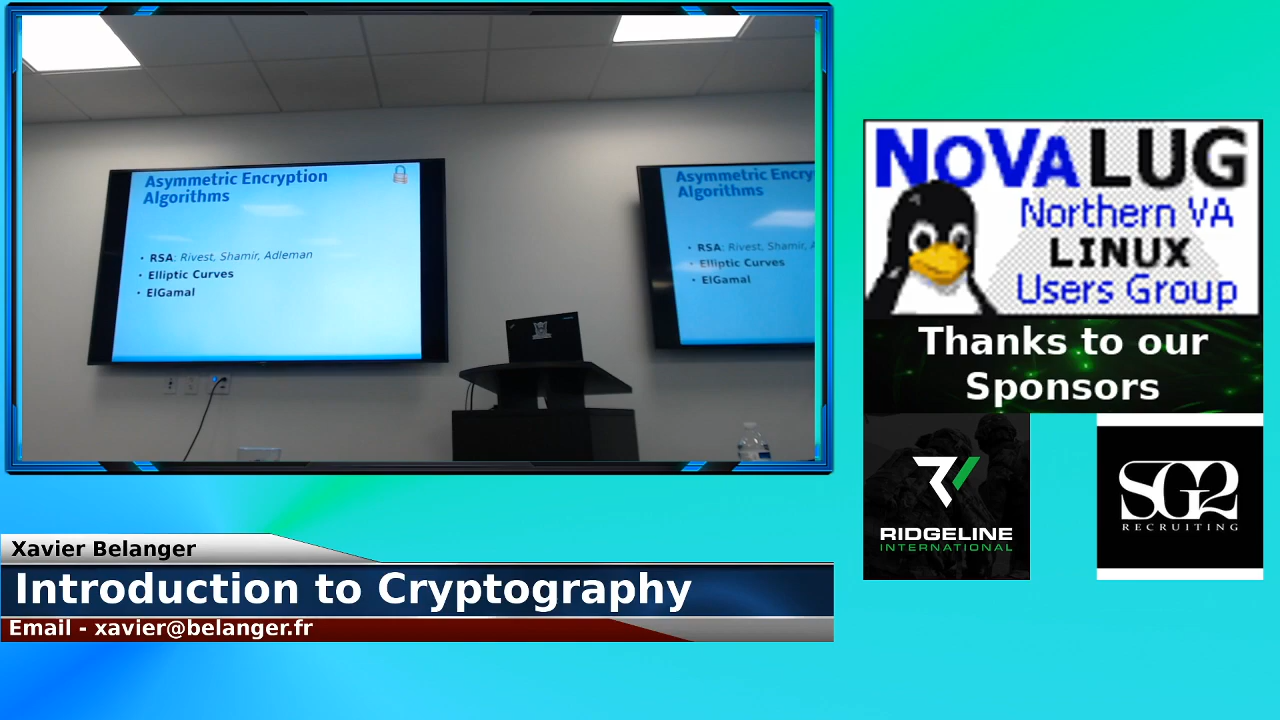 Asymmetric Encryption
Algorithms
• RSA: Rivest, Shamir, Adleman
• Elliptic Curves
• ElGamal
Asymmetric Encry
Algorithms
• RSA: Rivest, Shamir, A
• Elliptic Curves
• ElGamal
NOVALUG
Northern VA
LINUX
Users Group
Thanks to our
Sponsors
RIDGELINE
INTERNATIONAL
SG2
RECRUITING
Xavier Belanger
Introduction to Cryptography
Email - xavier@belanger.fr